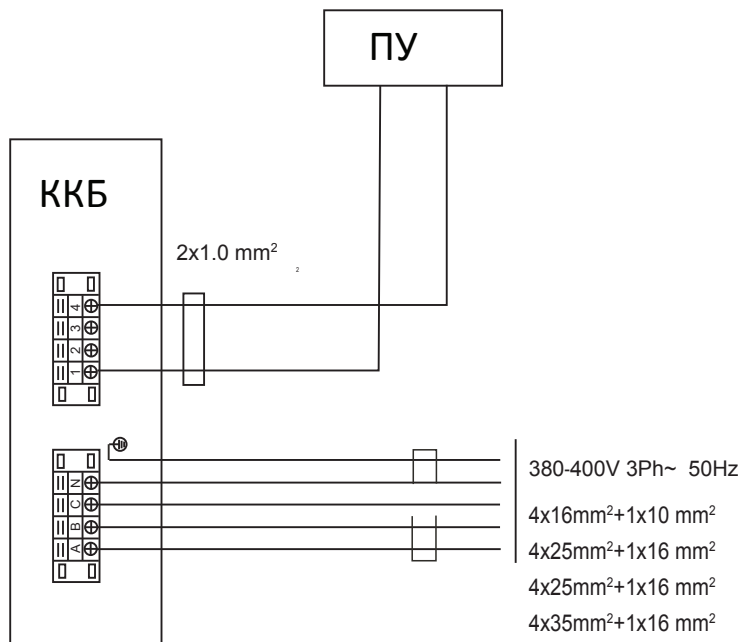 ПУ
ККБ
2x1.0 mm²
2
4
3
2
1
N
C
B
A
380-400V 3Ph~ 50Hz
4x16mm²+1x10 mm²
4x25mm²+1x16 mm²
4x25mm²+1x16 mm²
4x35mm²+1x16 mm²